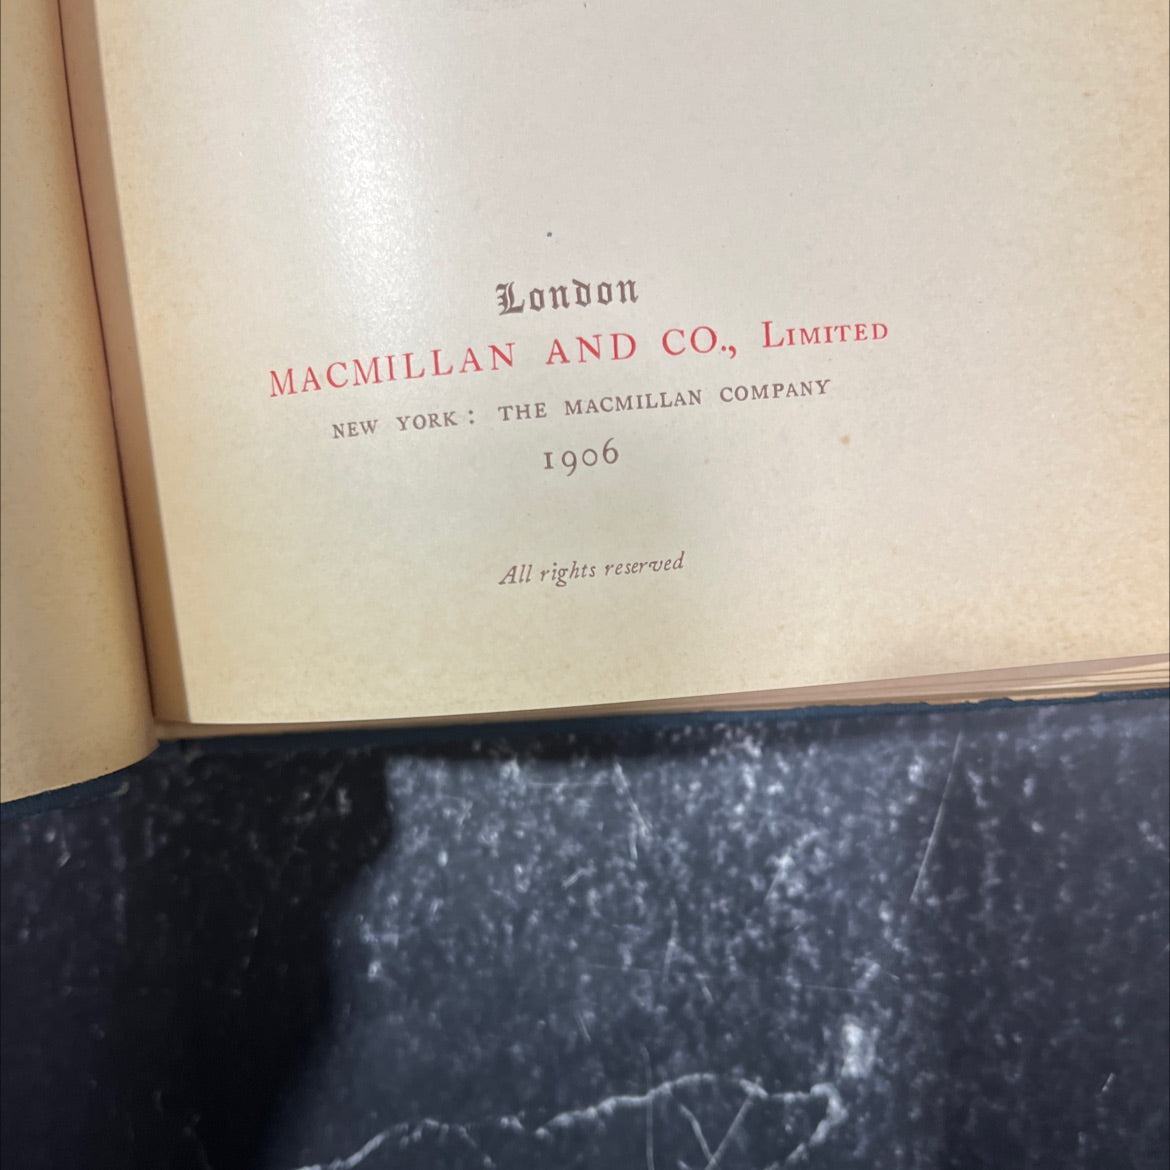 London
MACMILLAN AND CO., LIMITED
NEW YORK: THE MACMILLAN COMPANY
1906
All rights reserved